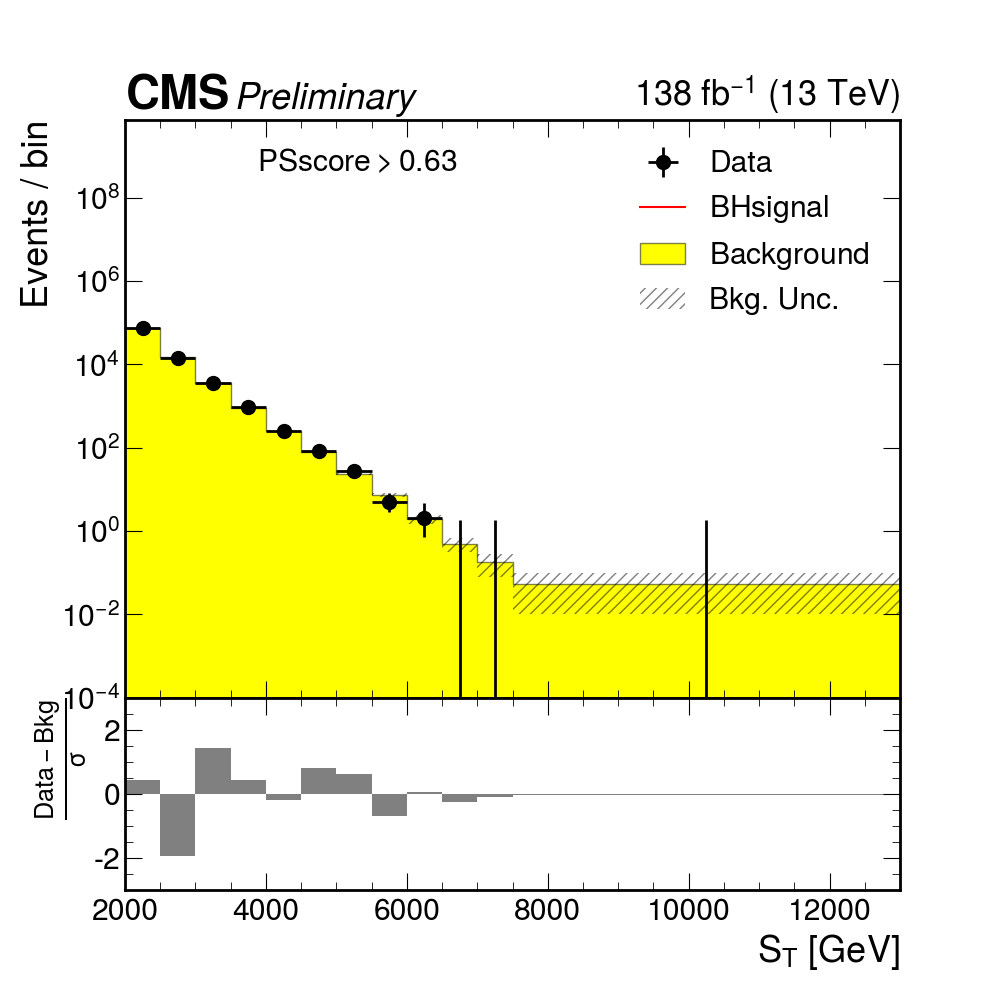 CMS Preliminary
138 fb⁻¹ (13 TeV)
Events / bin
PSscore > 0.63
Data
BHsignal
Background
Bkg. Unc.
10⁸
10⁶
10⁴
10²
10⁰
10⁻²
10⁻⁴
Data – Bkg
σ
2
0
-2
2000 4000 6000 8000 10000 12000
S_T [GeV]